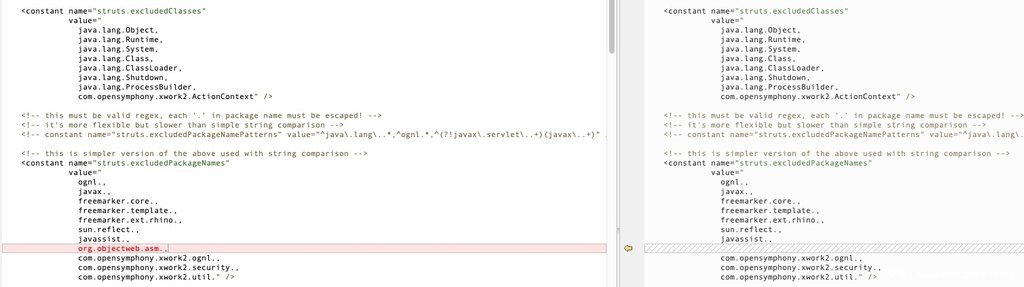 <constant name="struts.excludedClasses"
value="
java.lang.Object,
java.lang.Runtime,
java.lang.System,
java.lang.Class,
java.lang.ClassLoader,
java.lang.Shutdown,
java.lang.ProcessBuilder,
com.opensymphony.xwork2.ActionContext" />
<!-- this must be valid regex, each '.' in package name must be escaped! -->
<!-- it's more flexible but slower than simple string comparison -->
<!-- constant name="struts.excludedPackageNamePatterns" value="^java\.lang\..*,^ognl.*,^(?!javax\.servlet\..+)(javax\..+)" .
<!-- this is simpler version of the above used with string comparison -->
<constant name="struts.excludedPackageNames"
value="
ognl.,
javax.,
freemarker.core.,
freemarker.template.,
freemarker.ext.rhino.,
sun.reflect.,
javassist.,
org.objectweb.asm.,
com.opensymphony.xwork2.ognl.,
com.opensymphony.xwork2.security.,
com.opensymphony.xwork2.util." />
<constant name="struts.excludedClasses"
value="
java.lang.Object,
java.lang.Runtime,
java.lang.System,
java.lang.Class,
java.lang.ClassLoader,
java.lang.Shutdown,
java.lang.ProcessBuilder,
com.opensymphony.xwork2.ActionContext" />
<!-- this must be valid regex, each '.' in package name must be escaped! -->
<!-- it's more flexible but slower than simple string comparison -->
<!-- constant name="struts.excludedPackageNamePatterns" value="^java\.lang\..
<!-- this is simpler version of the above used with string comparison -->
<constant name="struts.excludedPackageNames"
value="
ognl.,
javax.,
freemarker.core.,
freemarker.template.,
freemarker.ext.rhino.,
sun.reflect.,
javassist.,
com.opensymphony.xwork2.ognl.,
com.opensymphony.xwork2.security.,
com.opensymphony.xwork2.util." />